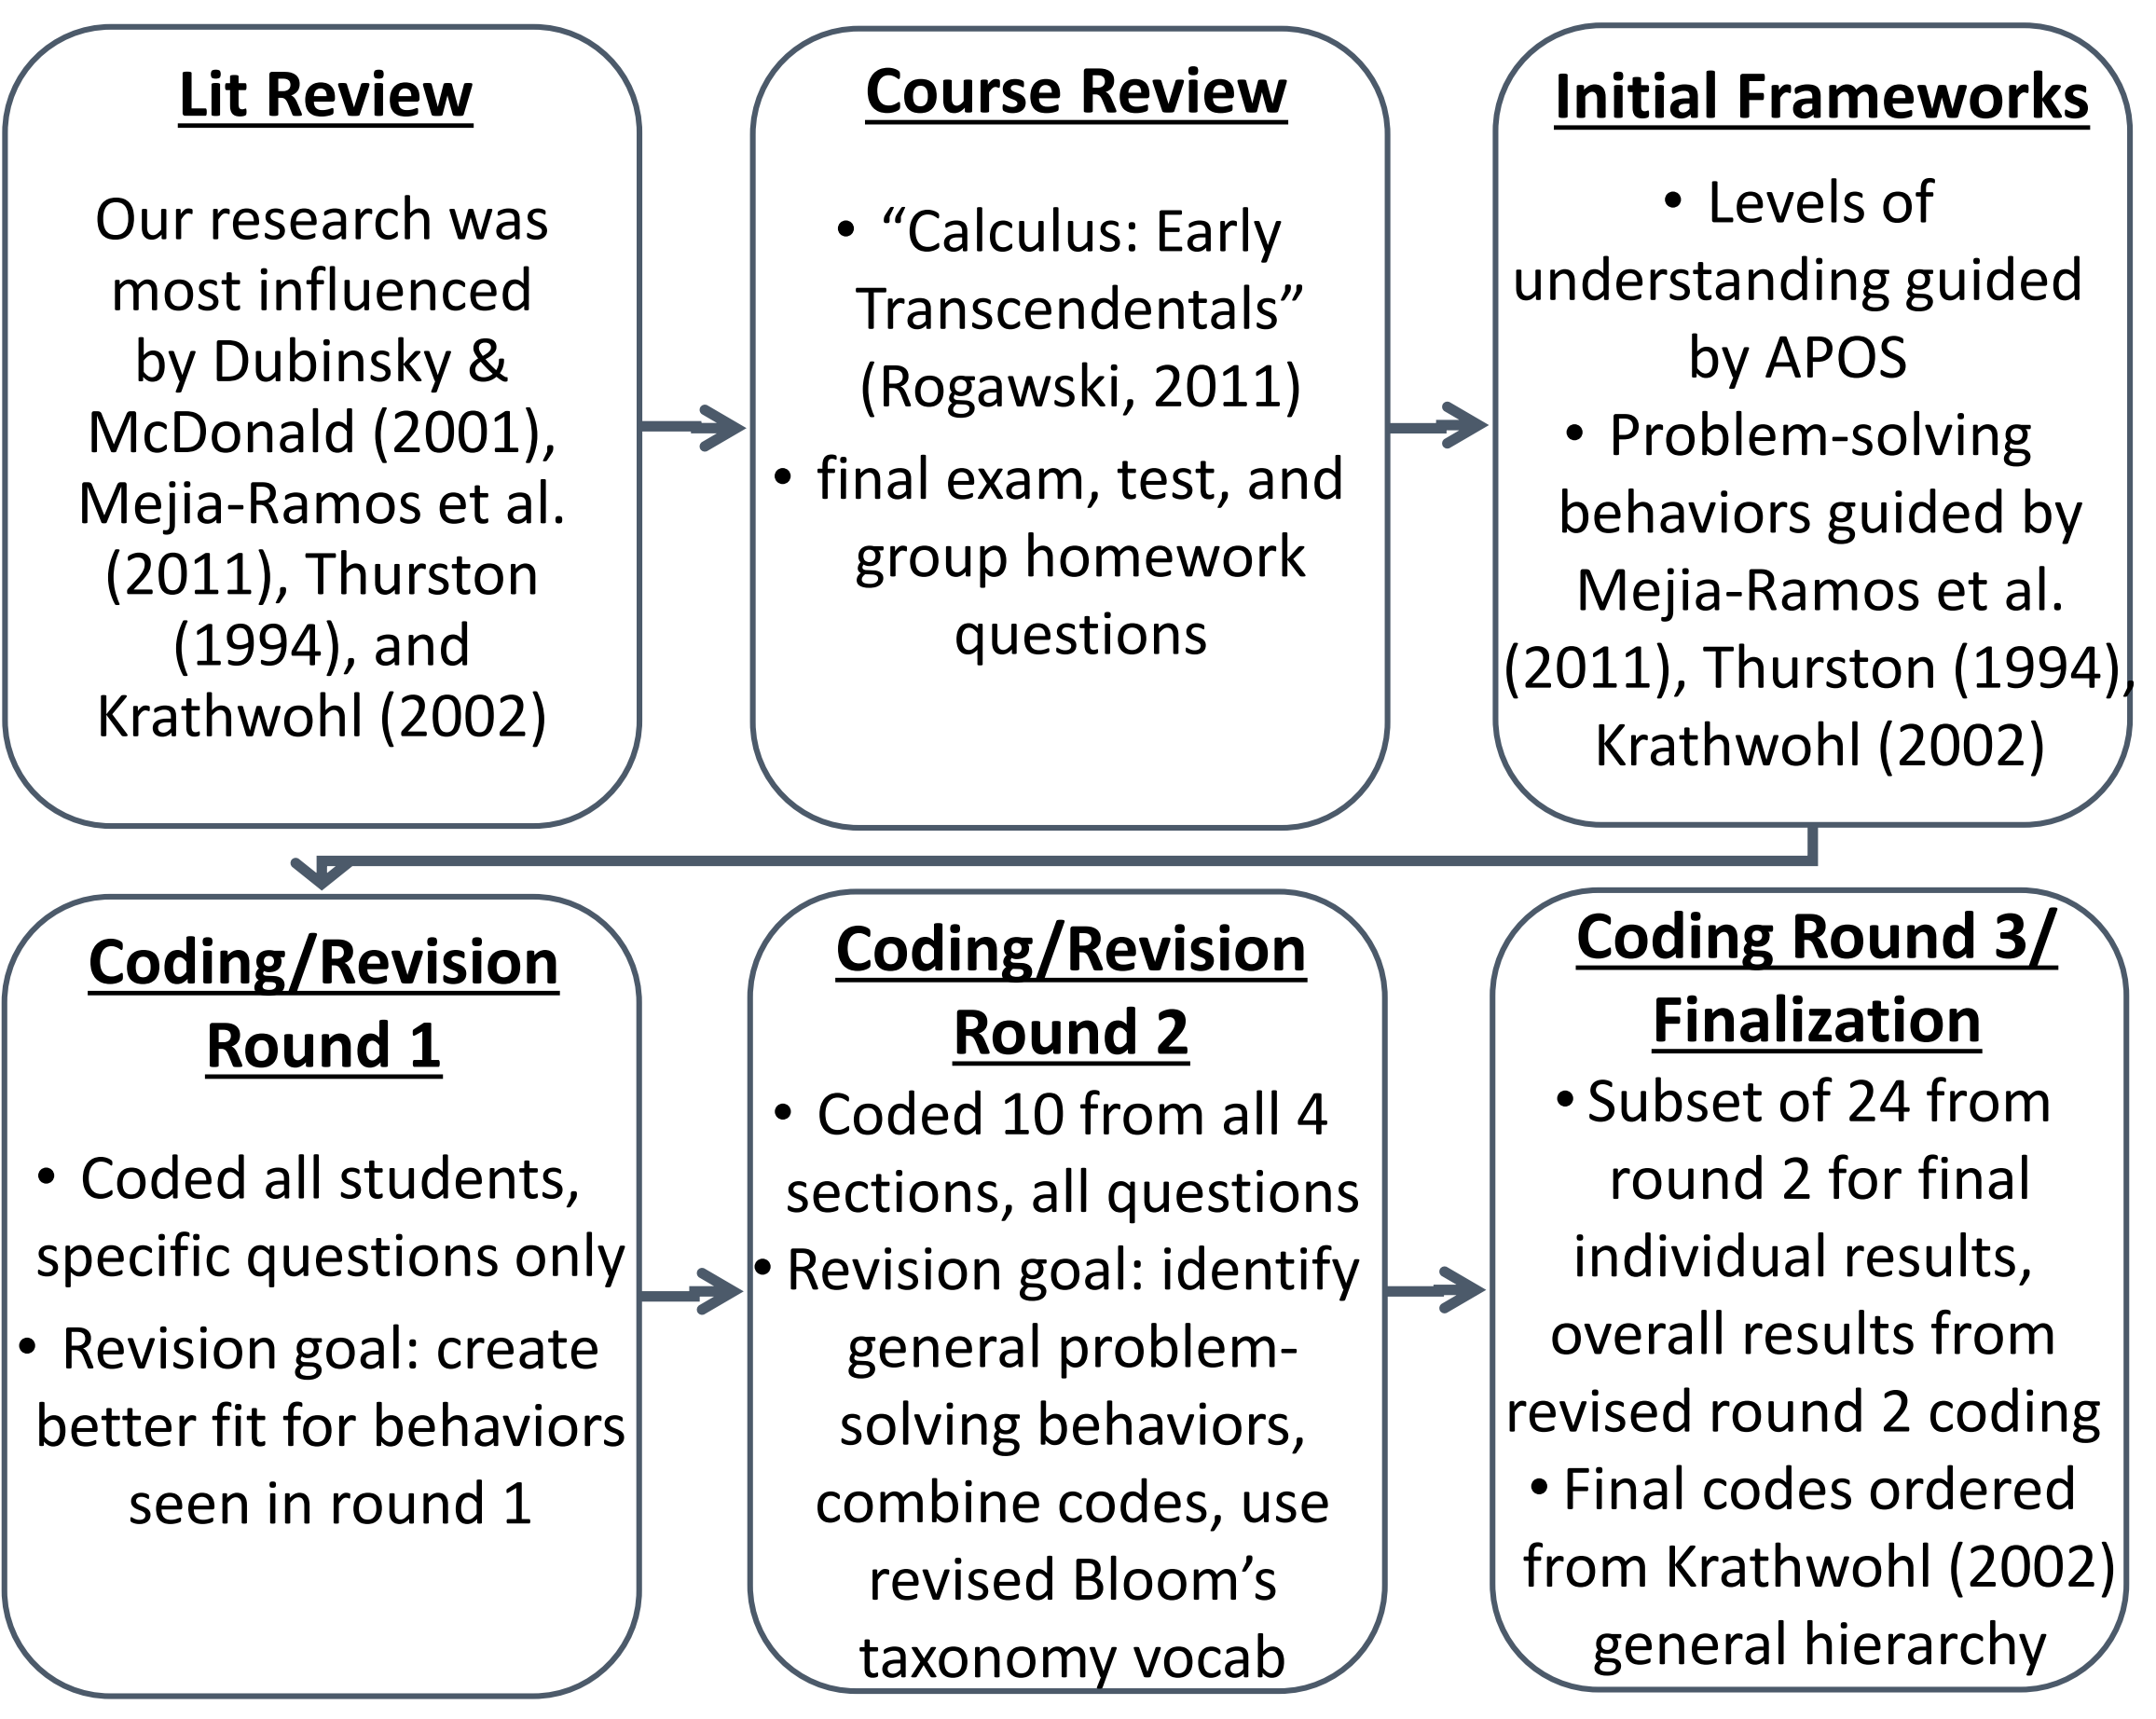 Lit Review
Our research was
most influenced
by Dubinsky &
McDonald (2001),
Mejia-Ramos et al.
(2011), Thurston
(1994), and
Krathwohl (2002)
Course Review
• “Calculus: Early
Transcendentals”
(Rogawski, 2011)
• final exam, test, and
group homework
questions
Initial Frameworks
• Levels of
understanding guided
by APOS
• Problem-solving
behaviors guided by
Mejia-Ramos et al.
(2011), Thurston (1994),
Krathwohl (2002)
Coding/Revision
Round 1
• Coded all students,
specific questions only
• Revision goal: create
better fit for behaviors
seen in round 1
Coding/Revision
Round 2
• Coded 10 from all 4
sections, all questions
• Revision goal: identify
general problem-
solving behaviors,
combine codes, use
revised Bloom’s
taxonomy vocab
Coding Round 3/
Finalization
• Subset of 24 from
round 2 for final
individual results,
overall results from
revised round 2 coding
• Final codes ordered
from Krathwohl (2002)
general hierarchy